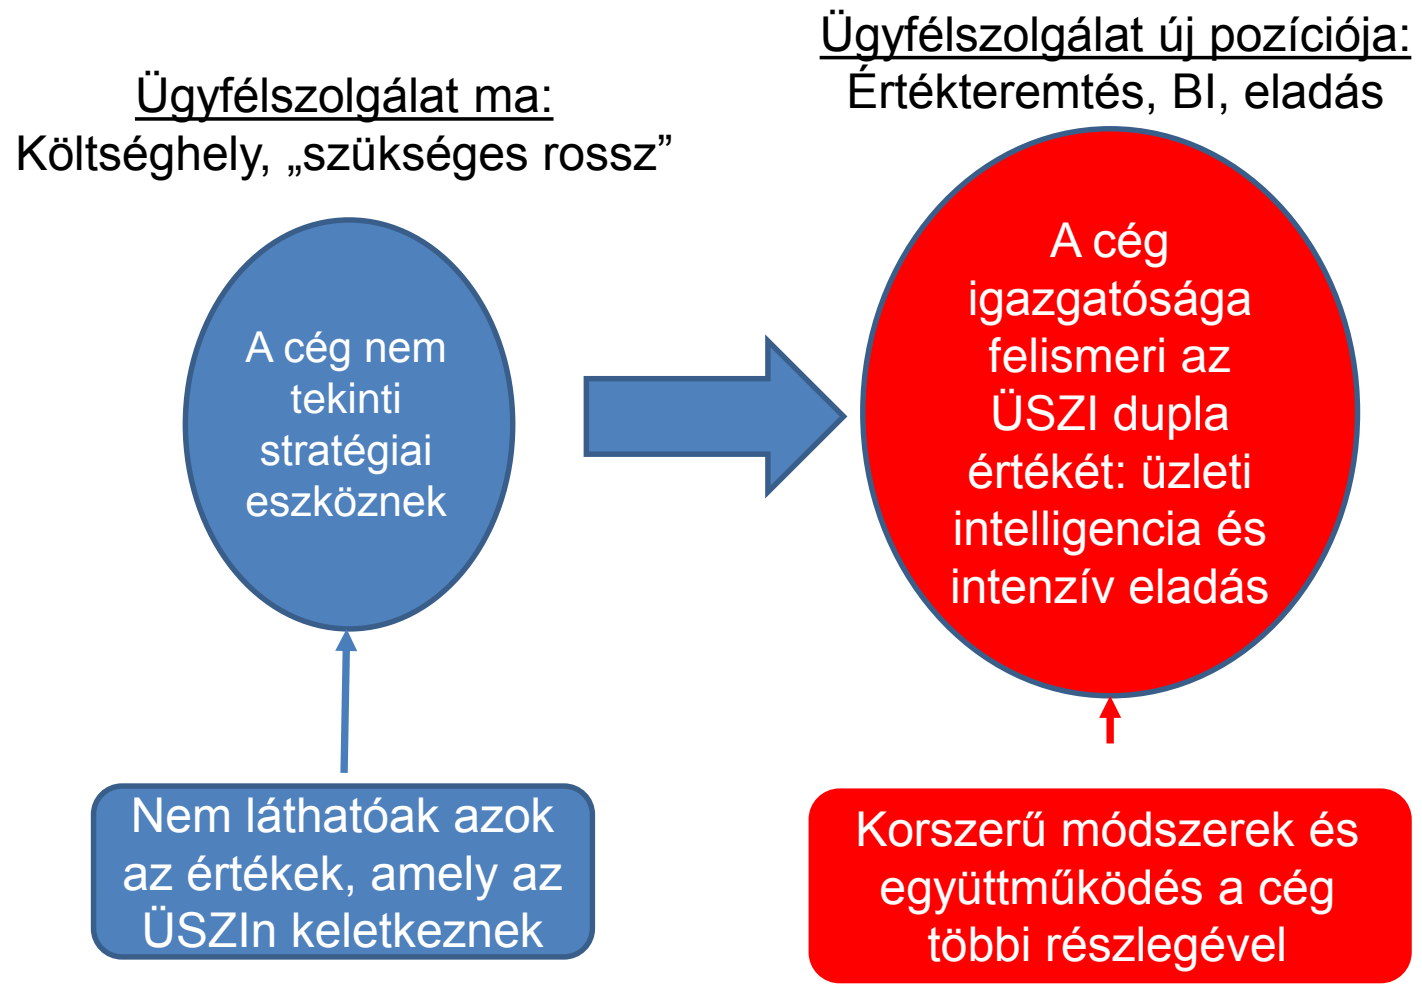 Ügyfélszolgálat ma:
Költséghely, „szükséges rossz”
A cég nem
tekinti
stratégiai
eszköznek
Nem láthatóak azok
az értékek, amely az
ÜSZIn keletkeznek
Ügyfélszolgálat új pozíciója:
Értékteremtés, BI, eladás
A cég
igazgatósága
felismeri az
ÜSZI dupla
értékét: üzleti
intelligencia és
intenzív eladás
Korszerű módszerek és
együttműködés a cég
többi részlegével